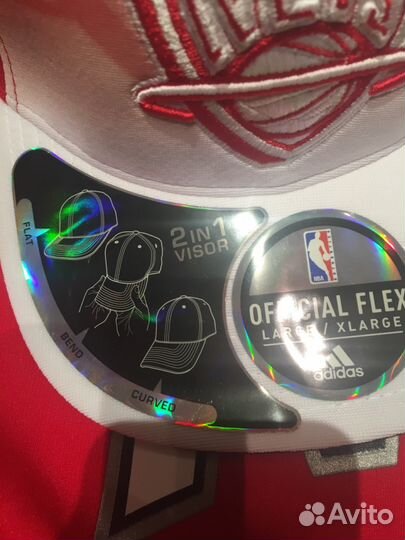 2 IN 1
VISOR
FLAT
BEND
CURVED
NBA
OFFICIAL FLEX
LARGE / XLARGE
adidas
Avito